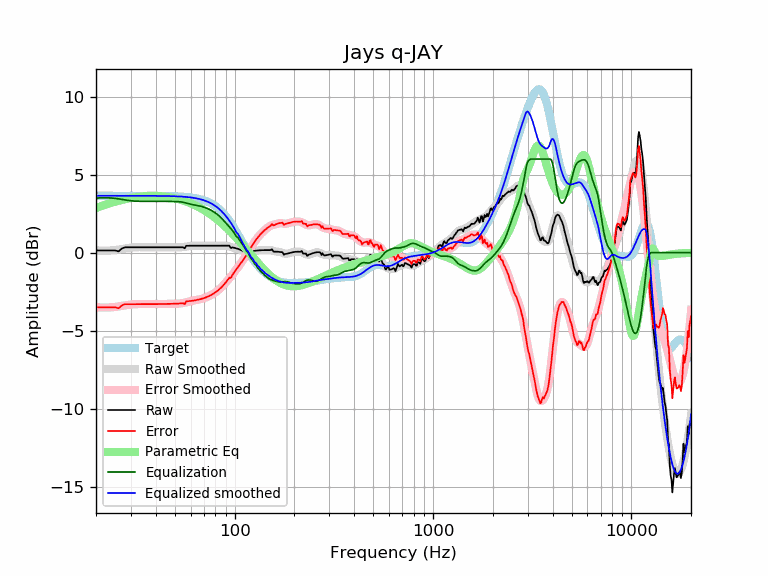 Jays q-JAY
10
5
0
−5
−10
−15
Amplitude (dBr)
Target
Raw Smoothed
Error Smoothed
Raw
Error
Parametric Eq
Equalization
Equalized smoothed
100
1000
10000
Frequency (Hz)